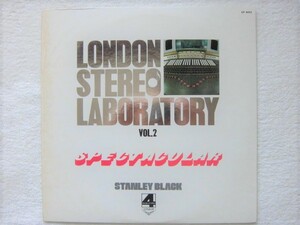 LONDON
STEREO
LABORATORY
VOL.2
SPECTACULAR
STANLEY BLACK
4